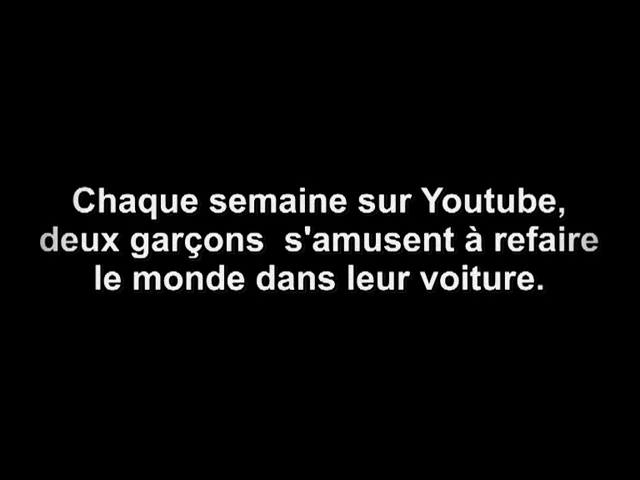 Chaque semaine sur Youtube,
deux garçons  s'amusent à refaire
le monde dans leur voiture.